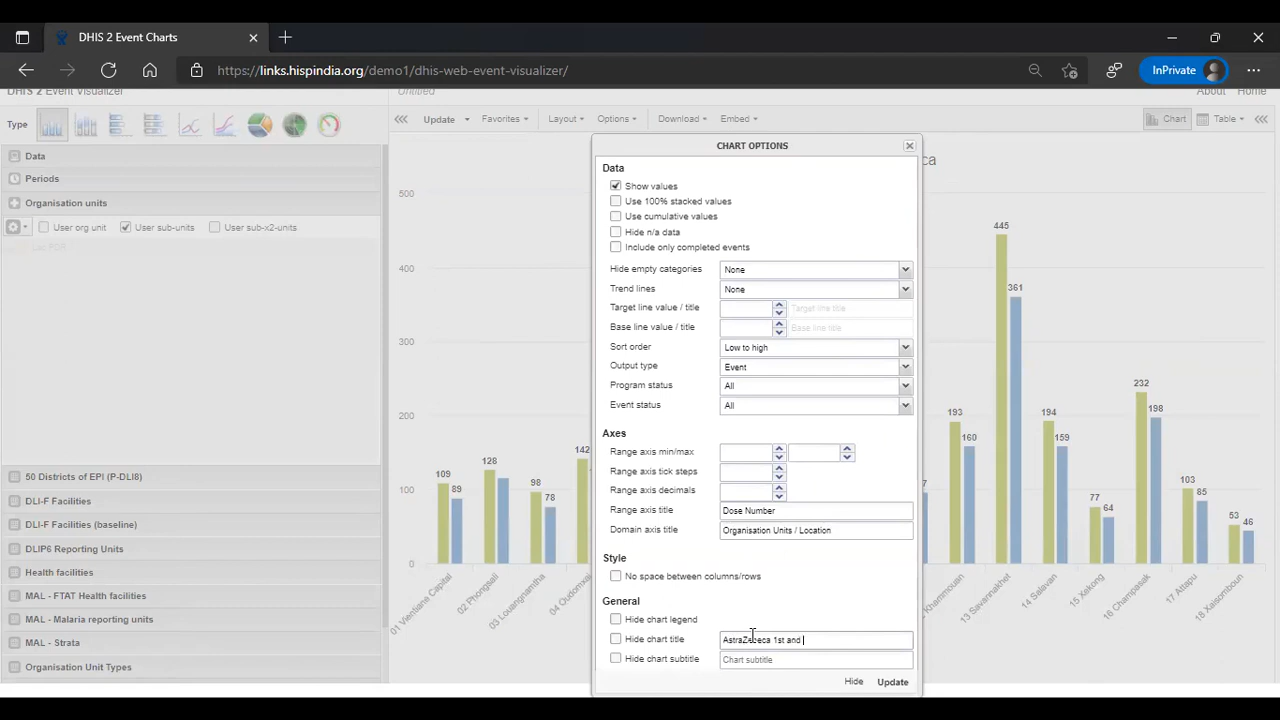 DHIS 2 Event Charts
https://links.hispindia.org/demo1/dhis-web-event-visualizer/
InPrivate
DHIS 2 Event Visualizer
Untitled
About Home
Type
Update Favorites Layout Options Download Embed Chart Table
Data
Periods
Organisation units
User org unit User sub-units User sub-x2-units
Lao PDR
50 Districts of EPI (P-DLI8)
DLI-F Facilities
DLI-F Facilities (baseline)
DLIP6 Reporting Units
Health facilities
MAL - FTAT Health facilities
MAL - Malaria reporting units
MAL - Strata
Organisation Unit Types
CHART OPTIONS
Data
Show values
Use 100% stacked values
Use cumulative values
Hide n/a data
Include only completed events
Hide empty categories None
Trend lines None
Target line value / title Target line title
Base line value / title Base line title
Sort order Low to high
Output type Event
Program status All
Event status All
Axes
Range axis min/max
Range axis tick steps
Range axis decimals
Range axis title Dose Number
Domain axis title Organisation Units / Location
Style
No space between columns/rows
General
Hide chart legend
Hide chart title AstraZeneca 1st and
Hide chart subtitle Chart subtitle
Hide Update
ca
500
400
300
200
100
0
109 89
128
98 78
142
193 160
445 361
194 159
77 64
232 198
103 85
53 46
01 Vientiane Capital
02 Phongsali
03 Louangnamtha
04 Oudomxai
Khammouan
13 Savannakhet
14 Salavan
15 Xekong
16 Champasak
17 Attapu
18 Xaisomboun